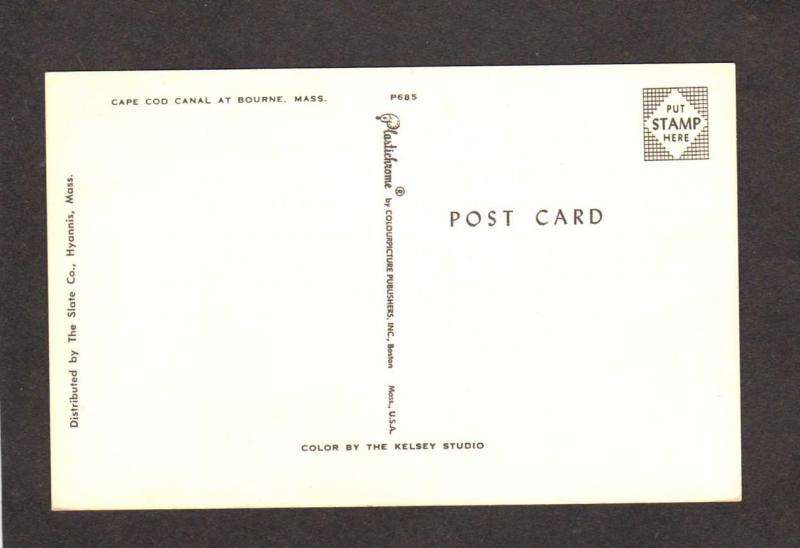 CAPE COD CANAL AT BOURNE, MASS.
P685
PUT
STAMP
HERE
Distributed by The Slate Co., Hyannis, Mass.
Plastichrome® by COLOURPICTURE PUBLISHERS, INC., Boston Mass., U.S.A.
POST CARD
COLOR BY THE KELSEY STUDIO